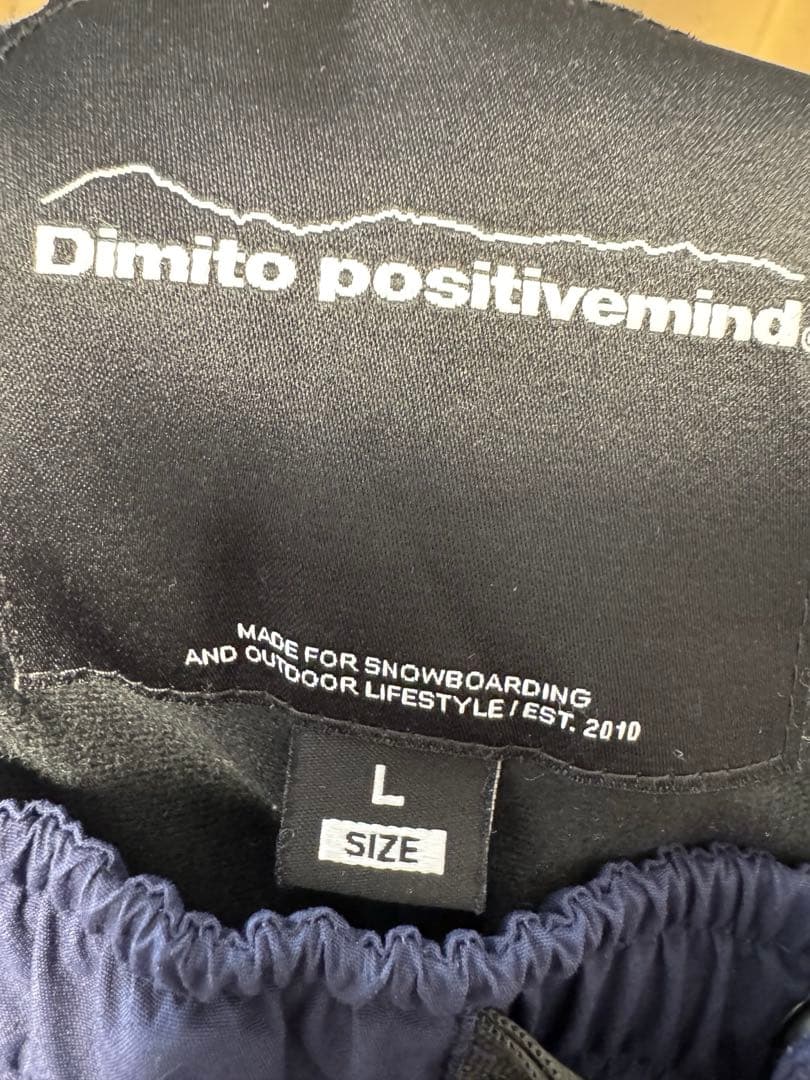 Dimito positivemind®
MADE FOR SNOWBOARDING
AND OUTDOOR LIFESTYLE / EST. 2010
L
SIZE